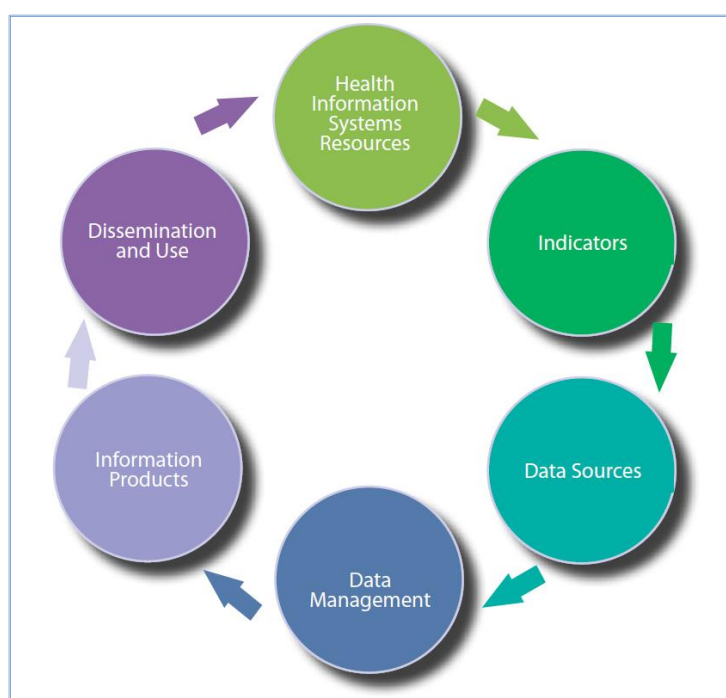 Health
Information
Systems
Resources
Indicators
Data Sources
Data
Management
Information
Products
Dissemination
and Use